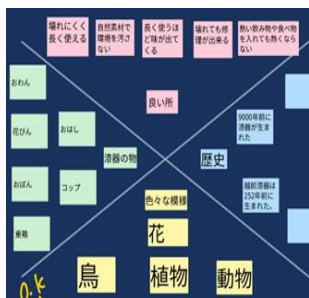 壊れにくく
長く使える
自然素材で
環境を汚さ
ない
長く使うほ
ど味が出て
くる
壊れても修
理が出来る
熱い飲み物や食べ物
を入れても熱くなら
ない
良い所
おわん
花びん
おはし
おぼん
コップ
重箱
漆器の物
歴史
9000年前に
漆器が生ま
れた
越前漆器は
252年前に
生まれた。
色々な模様
花
鳥
植物
動物
O.K